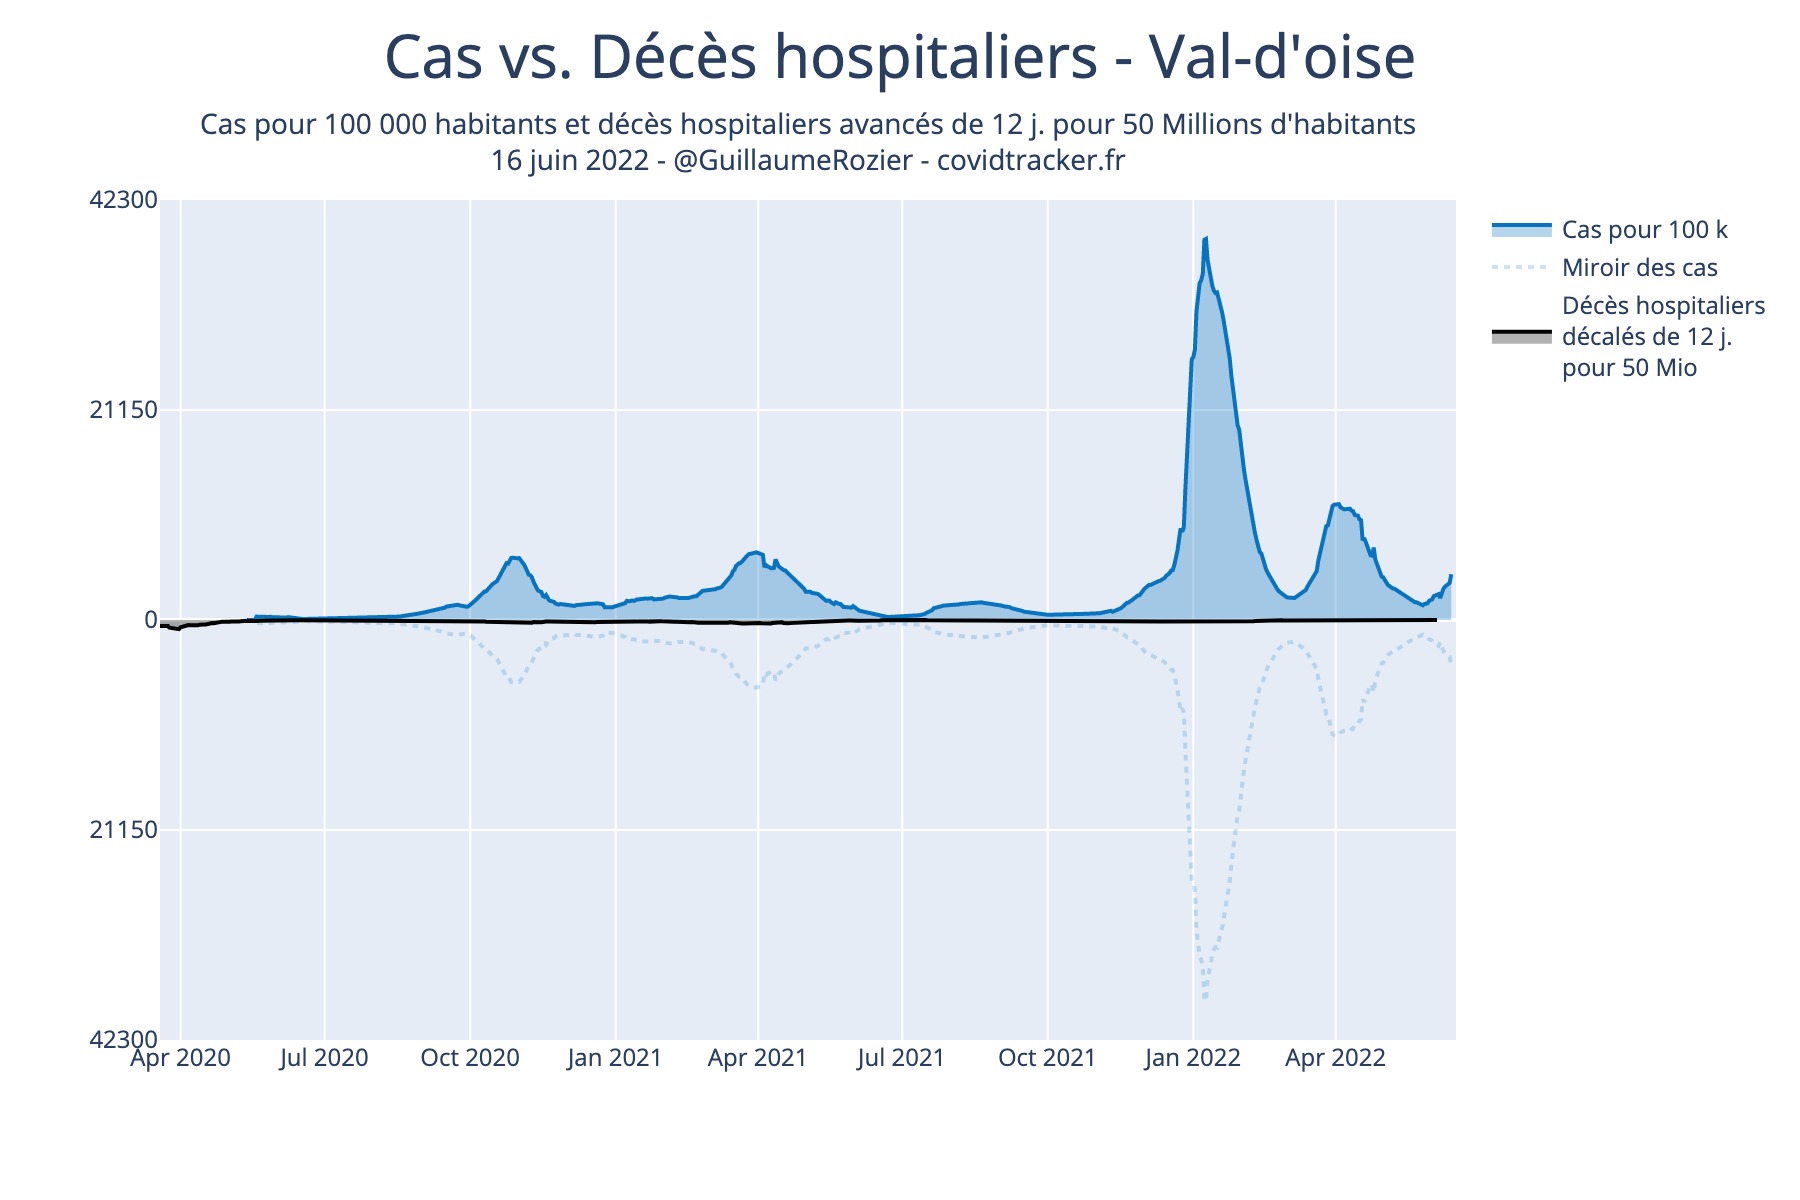 Cas vs. Décès hospitaliers - Val-d'oise
Cas pour 100 000 habitants et décès hospitaliers avancés de 12 j. pour 50 Millions d'habitants
16 juin 2022 - @GuillaumeRozier - covidtracker.fr
42300
21150
0
21150
42300
Apr 2020
Jul 2020
Oct 2020
Jan 2021
Apr 2021
Jul 2021
Oct 2021
Jan 2022
Apr 2022
Cas pour 100 k
Miroir des cas
Décès hospitaliers
décalés de 12 j.
pour 50 Mio